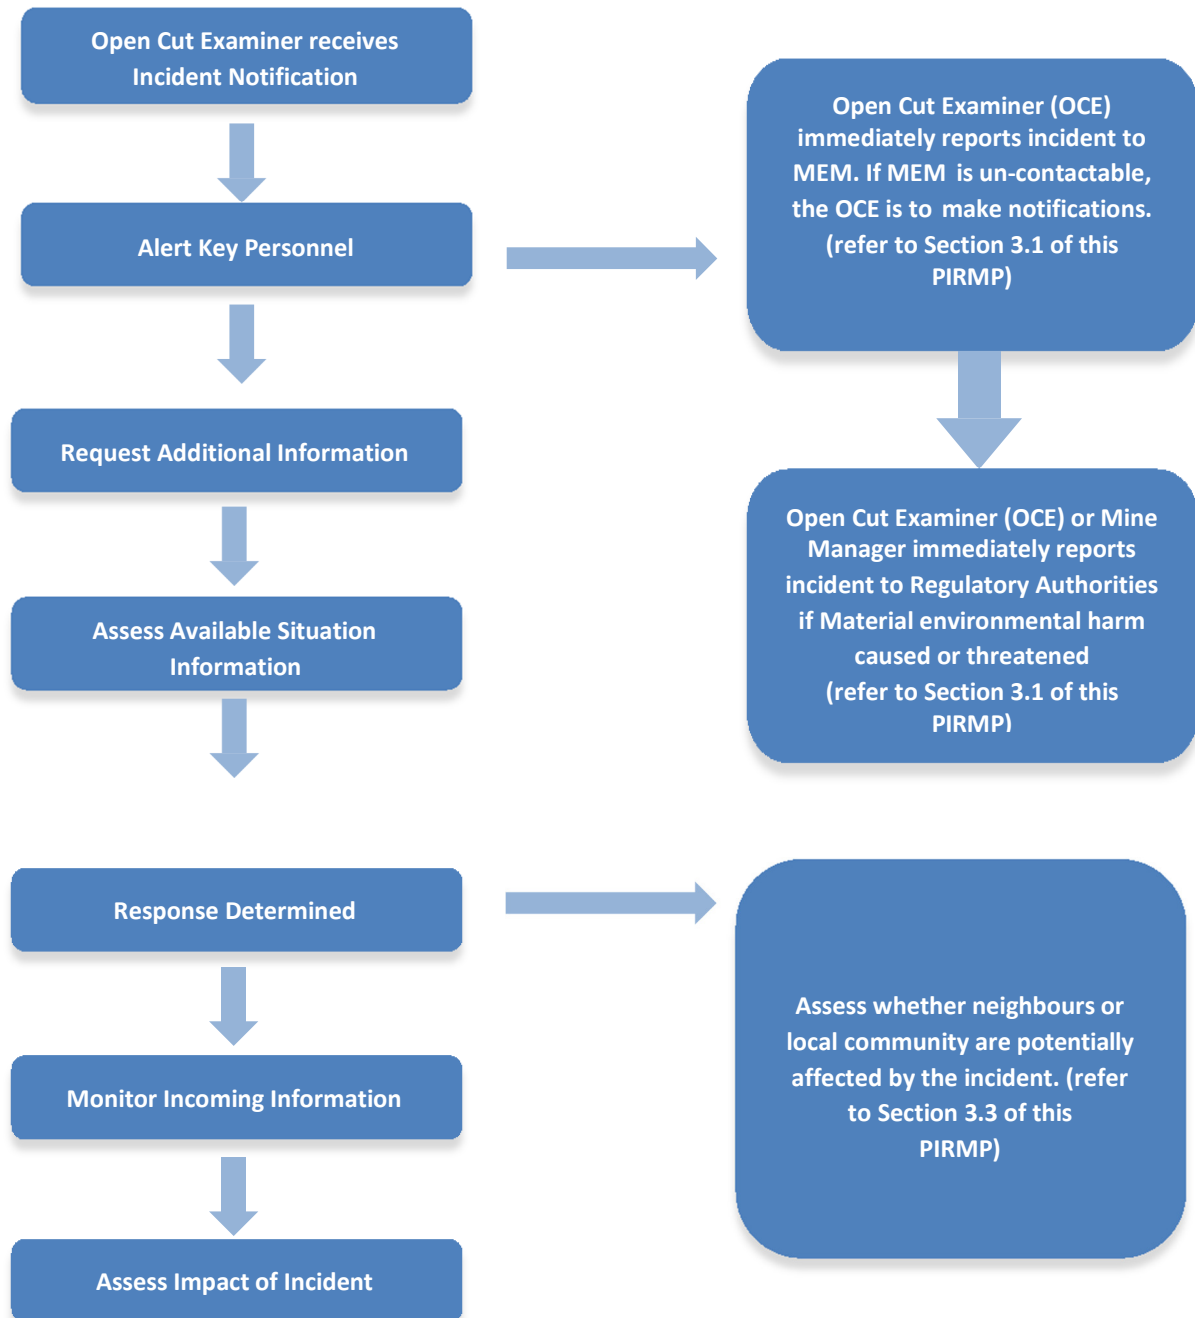 Open Cut Examiner receives
Incident Notification
Alert Key Personnel
Open Cut Examiner (OCE)
immediately reports incident to
MEM. If MEM is un-contactable,
the OCE is to make notifications.
(refer to Section 3.1 of this
PIRMP)
Request Additional Information
Assess Available Situation
Information
Open Cut Examiner (OCE) or Mine
Manager immediately reports
incident to Regulatory Authorities
if Material environmental harm
caused or threatened
(refer to Section 3.1 of this
PIRMP)
Response Determined
Assess whether neighbours or
local community are potentially
affected by the incident. (refer
to Section 3.3 of this
PIRMP)
Monitor Incoming Information
Assess Impact of Incident